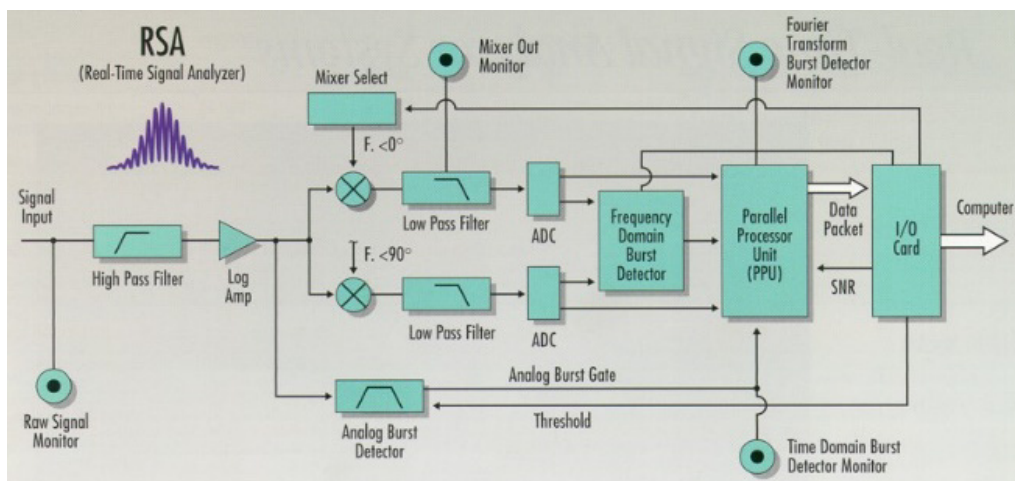 RSA
(Real-Time Signal Analyzer)
Mixer Select
Mixer Out
Monitor
Fourier
Transform
Burst Detector
Monitor
F. <0°
Signal
Input
High Pass Filter
Log
Amp
Low Pass Filter
ADC
F. <90°
Low Pass Filter
ADC
Frequency
Domain
Burst
Detector
Parallel
Processor
Unit
(PPU)
Data
Packet
SNR
I/O
Card
Computer
Raw Signal
Monitor
Analog Burst
Detector
Analog Burst Gate
Threshold
Time Domain Burst
Detector Monitor